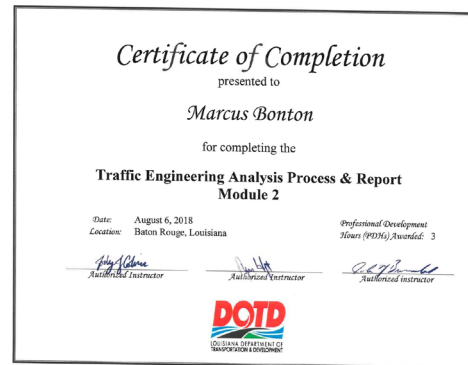 Certificate of Completion
presented to
Marcus Bonton
for completing the
Traffic Engineering Analysis Process & Report
Module 2
Date: August 6, 2018
Location: Baton Rouge, Louisiana
Professional Development
Hours (PDHs) Awarded: 3
Authorized Instructor
Authorized Instructor
Authorized instructor
DOTD
LOUISIANA DEPARTMENT OF
TRANSPORTATION & DEVELOPMENT